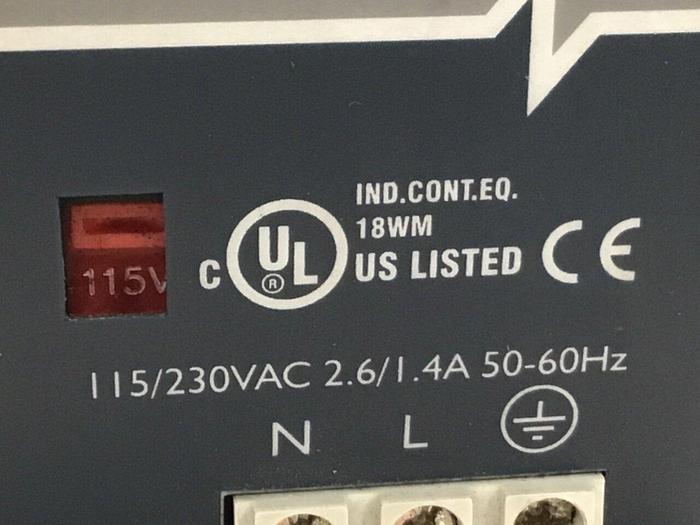 IND.CONT.EQ.
18WM
115V C UL ® US LISTED CE
115/230VAC 2.6/1.4A 50-60Hz
N L